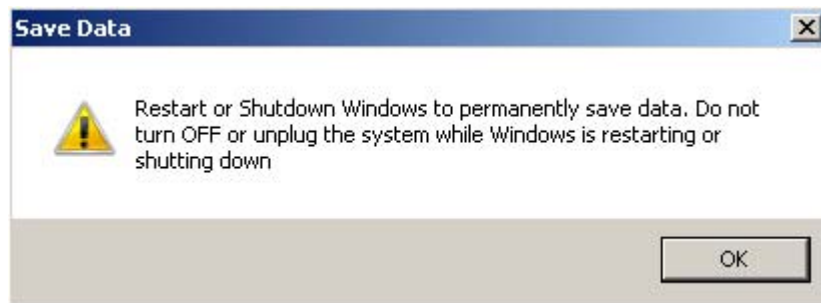 Save Data
Restart or Shutdown Windows to permanently save data. Do not
turn OFF or unplug the system while Windows is restarting or
shutting down
OK